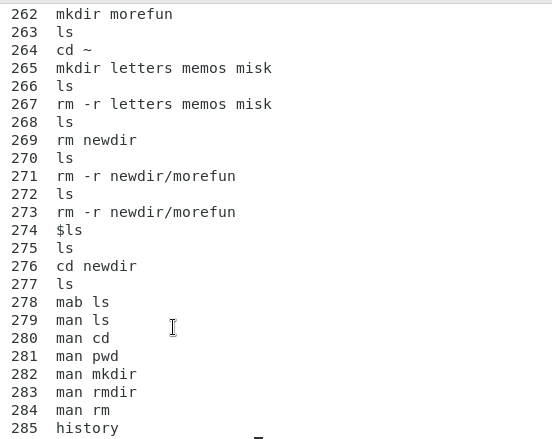 262 mkdir morefun
263 ls
264 cd ~
265 mkdir letters memos misk
266 ls
267 rm -r letters memos misk
268 ls
269 rm newdir
270 ls
271 rm -r newdir/morefun
272 ls
273 rm -r newdir/morefun
274 $ls
275 ls
276 cd newdir
277 ls
278 mab ls
279 man ls
280 man cd
281 man pwd
282 man mkdir
283 man rmdir
284 man rm
285 history